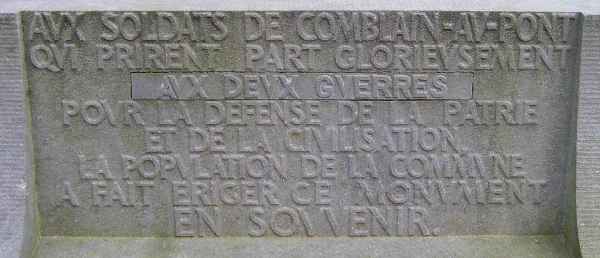 AVX SOLDATS DE COMBLAIN-AV-PONT
QVI PRIRENT PART GLORIEVSEMENT
AVX DEVX GVERRES
POVR LA DEFENSE DE LA PATRIE
ET DE LA CIVILISATION
LA POPVLATION DE LA COMMVNE
A FAIT ERIGER CE MONVMENT
EN SOVVENIR.